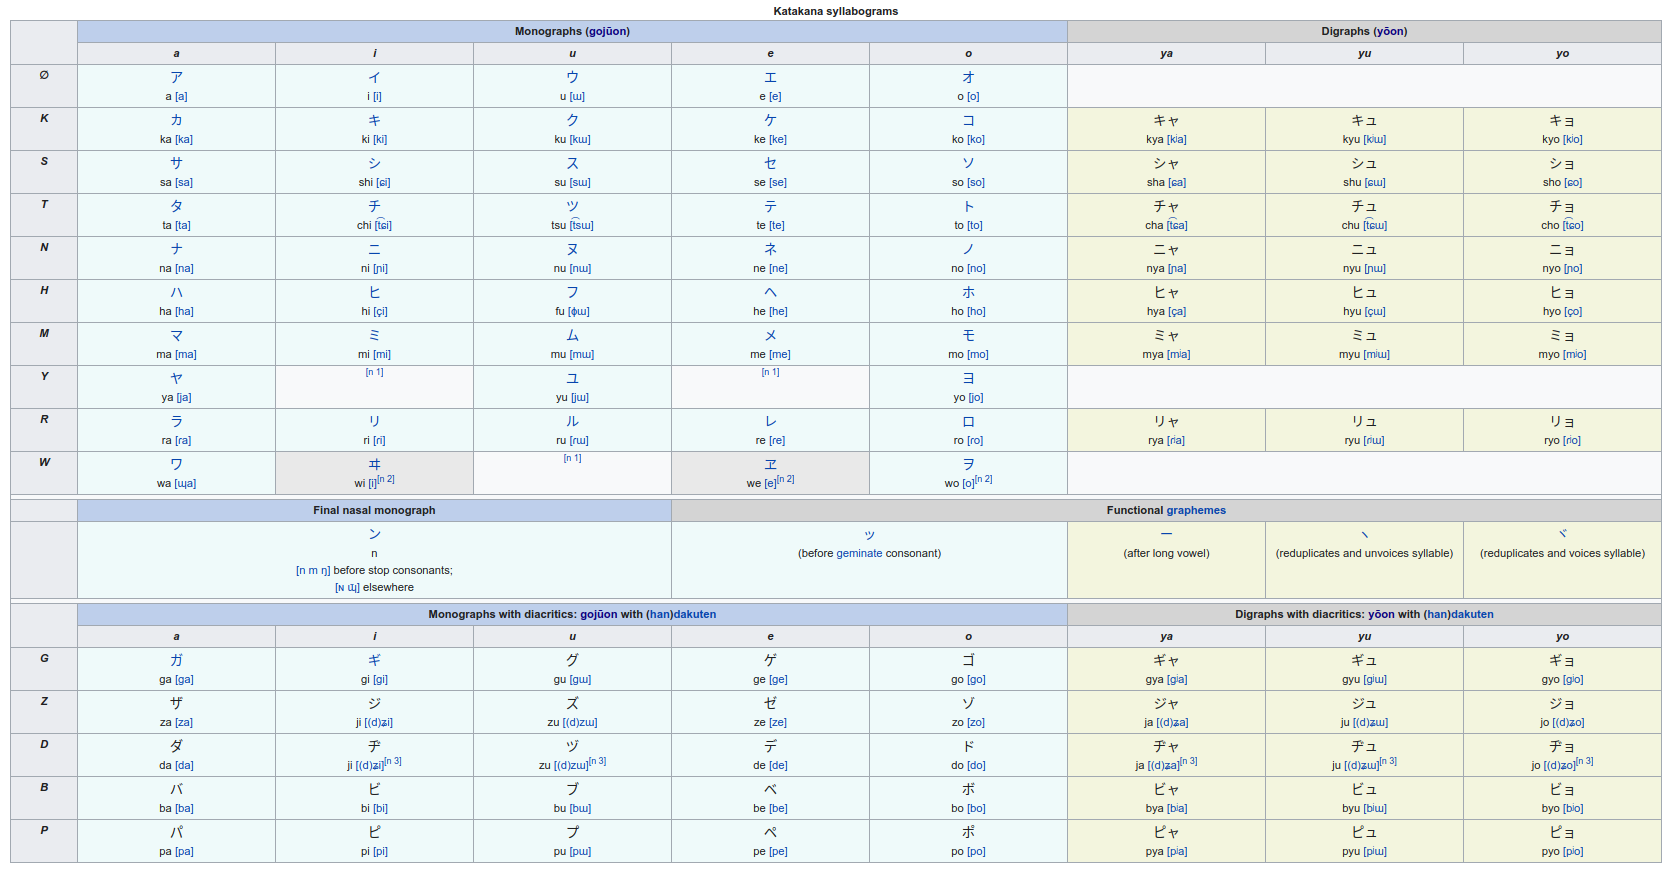 Katakana syllabograms
Monographs (gojūon) Digraphs (yōon)
a i u e o ya yu yo
∅ ア イ ウ エ オ
a [a] i [i] u [ɯ] e [e] o [o]
K カ キ ク ケ コ キャ キュ キョ
ka [ka] ki [ki] ku [kɯ] ke [ke] ko [ko] kya [kʲa] kyu [kʲɯ] kyo [kʲo]
S サ シ ス セ ソ シャ シュ ショ
sa [sa] shi [ɕi] su [sɯ] se [se] so [so] sha [ɕa] shu [ɕɯ] sho [ɕo]
T タ チ ツ テ ト チャ チュ チョ
ta [ta] chi [t͡ɕi] tsu [t͡sɯ] te [te] to [to] cha [t͡ɕa] chu [t͡ɕɯ] cho [t͡ɕo]
N ナ ニ ヌ ネ ノ ニャ ニュ ニョ
na [na] ni [ɲi] nu [nɯ] ne [ne] no [no] nya [ɲa] nyu [ɲɯ] nyo [ɲo]
H ハ ヒ フ ヘ ホ ヒャ ヒュ ヒョ
ha [ha] hi [çi] fu [ɸɯ] he [he] ho [ho] hya [ça] hyu [çɯ] hyo [ço]
M マ ミ ム メ モ ミャ ミュ ミョ
ma [ma] mi [mi] mu [mɯ] me [me] mo [mo] mya [mʲa] myu [mʲɯ] myo [mʲo]
Y ヤ [n 1] ユ [n 1] ヨ
ya [ja] yu [jɯ] yo [jo]
R ラ リ ル レ ロ リャ リュ リョ
ra [ɾa] ri [ɾi] ru [ɾɯ] re [ɾe] ro [ɾo] rya [ɾʲa] ryu [ɾʲɯ] ryo [ɾʲo]
W ワ ヰ [n 1] ヱ ヲ
wa [ɰa] wi [i][n 2] we [e][n 2] wo [o][n 2]
Final nasal monograph Functional graphemes
ン ッ ー ヽ ヾ
n (before geminate consonant) (after long vowel) (reduplicates and unvoices syllable) (reduplicates and voices syllable)
[n m ŋ] before stop consonants;
[ɴ ɰ̃] elsewhere
Monographs with diacritics: gojūon with (han)dakuten Digraphs with diacritics: yōon with (han)dakuten
a i u e o ya yu yo
G ガ ギ グ ゲ ゴ ギャ ギュ ギョ
ga [ɡa] gi [ɡi] gu [ɡɯ] ge [ɡe] go [ɡo] gya [ɡʲa] gyu [ɡʲɯ] gyo [ɡʲo]
Z ザ ジ ズ ゼ ゾ ジャ ジュ ジョ
za [za] ji [(d)ʑi] zu [(d)zɯ] ze [ze] zo [zo] ja [(d)ʑa] ju [(d)ʑɯ] jo [(d)ʑo]
D ダ ヂ ヅ デ ド ヂャ ヂュ ヂョ
da [da] ji [(d)ʑi][n 3] zu [(d)zɯ][n 3] de [de] do [do] ja [(d)ʑa][n 3] ju [(d)ʑɯ][n 3] jo [(d)ʑo][n 3]
B バ ビ ブ ベ ボ ビャ ビュ ビョ
ba [ba] bi [bi] bu [bɯ] be [be] bo [bo] bya [bʲa] byu [bʲɯ] byo [bʲo]
P パ ピ プ ペ ポ ピャ ピュ ピョ
pa [pa] pi [pi] pu [pɯ] pe [pe] po [po] pya [pʲa] pyu [pʲɯ] pyo [pʲo]